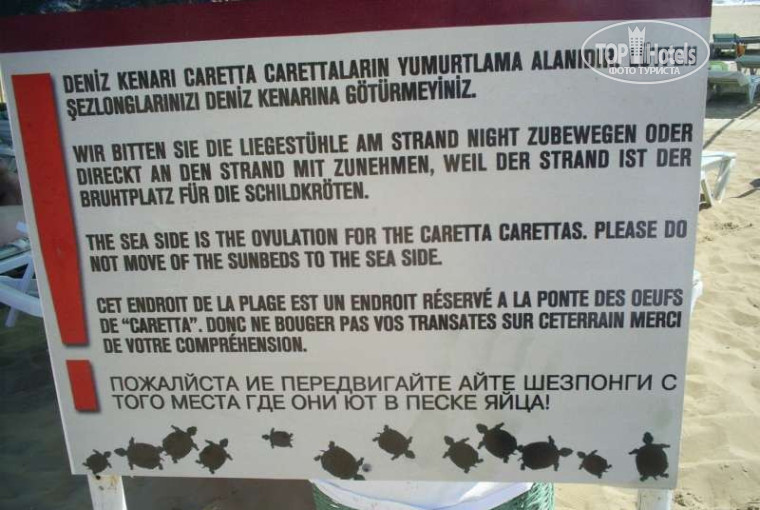 TOP Hotels
ФОТО ТУРИСТА
DENİZ KENARI CARETTA CARETTALARIN YUMURTLAMA ALANIDIR
ŞEZLONGLARINIZI DENİZ KENARINA GÖTÜRMEYİNİZ.
WIR BITTEN SIE DIE LIEGESTÜHLE AM STRAND NIGHT ZUBEWEGEN ODER
DIRECKT AN DEN STRAND MIT ZUNEHMEN, WEIL DER STRAND IST DER
BRUHTPLATZ FÜR DIE SCHILDKRÖTEN.
THE SEA SIDE IS THE OVULATION FOR THE CARETTA CARETTAS. PLEASE DO
NOT MOVE OF THE SUNBEDS TO THE SEA SIDE.
CET ENDROIT DE LA PLAGE EST UN ENDROIT RÉSERVÉ A LA PONTE DES OEUFS
DE “CARETTA”. DONC NE BOUGER PAS VOS TRANSATES SUR CETERRAIN MERCI
DE VOTRE COMPRÉHENSION.
ПОЖАЛЙСТА ИЕ ПЕРЕДВИГАЙТЕ АЙТЕ ШЕЗПОНГИ С
ТОГО МЕСТА ГДЕ ОНИ ЮТ В ПЕСКЕ ЯЙЦА!